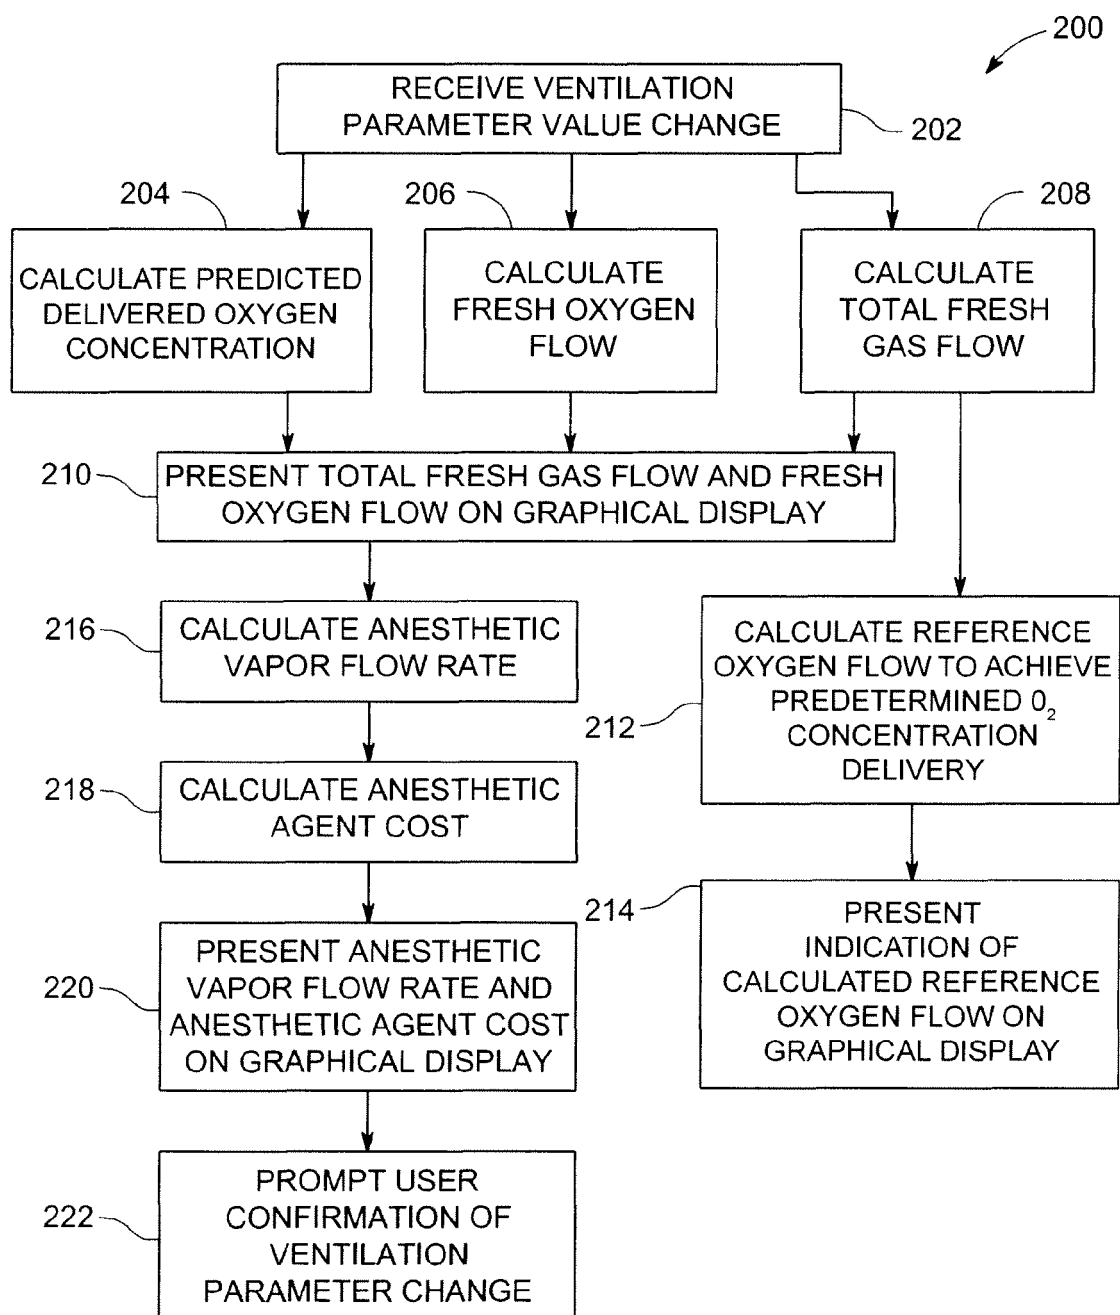 200
RECEIVE VENTILATION
PARAMETER VALUE CHANGE
202
204
206
208
CALCULATE PREDICTED
DELIVERED OXYGEN
CONCENTRATION
CALCULATE
FRESH OXYGEN
FLOW
CALCULATE
TOTAL FRESH
GAS FLOW
210
PRESENT TOTAL FRESH GAS FLOW AND FRESH
OXYGEN FLOW ON GRAPHICAL DISPLAY
216
CALCULATE ANESTHETIC
VAPOR FLOW RATE
212
CALCULATE REFERENCE
OXYGEN FLOW TO ACHIEVE
PREDETERMINED 0₂
CONCENTRATION
DELIVERY
218
CALCULATE ANESTHETIC
AGENT COST
214
PRESENT
INDICATION OF
CALCULATED REFERENCE
OXYGEN FLOW ON
GRAPHICAL DISPLAY
220
PRESENT ANESTHETIC
VAPOR FLOW RATE AND
ANESTHETIC AGENT COST
ON GRAPHICAL DISPLAY
222
PROMPT USER
CONFIRMATION OF
VENTILATION
PARAMETER CHANGE